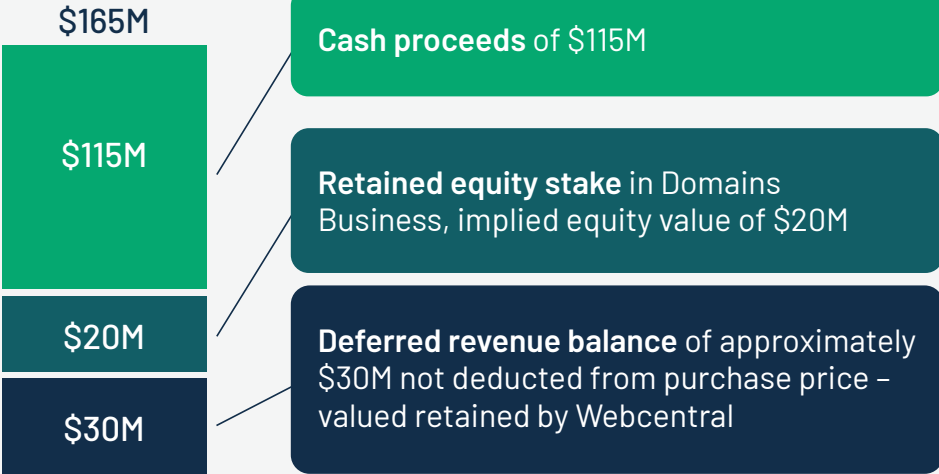 $165M
$115M
$20M
$30M
Cash proceeds of $115M
Retained equity stake in Domains
Business, implied equity value of $20M
Deferred revenue balance of approximately
$30M not deducted from purchase price –
valued retained by Webcentral